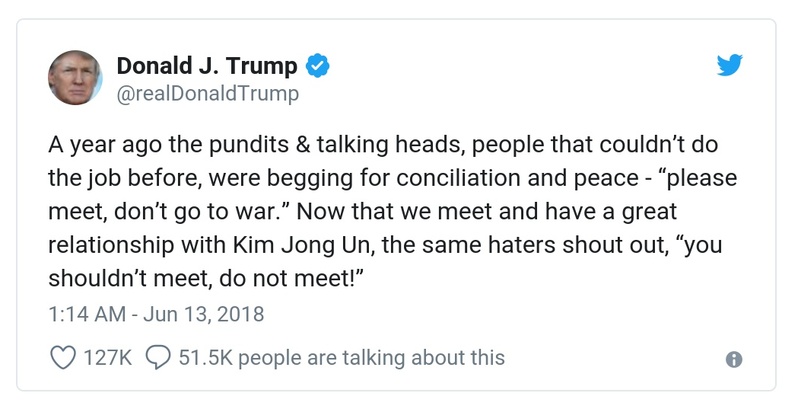 Donald J. Trump
@realDonaldTrump
A year ago the pundits & talking heads, people that couldn’t do
the job before, were begging for conciliation and peace - “please
meet, don’t go to war.” Now that we meet and have a great
relationship with Kim Jong Un, the same haters shout out, “you
shouldn’t meet, do not meet!”
1:14 AM - Jun 13, 2018
127K 51.5K people are talking about this